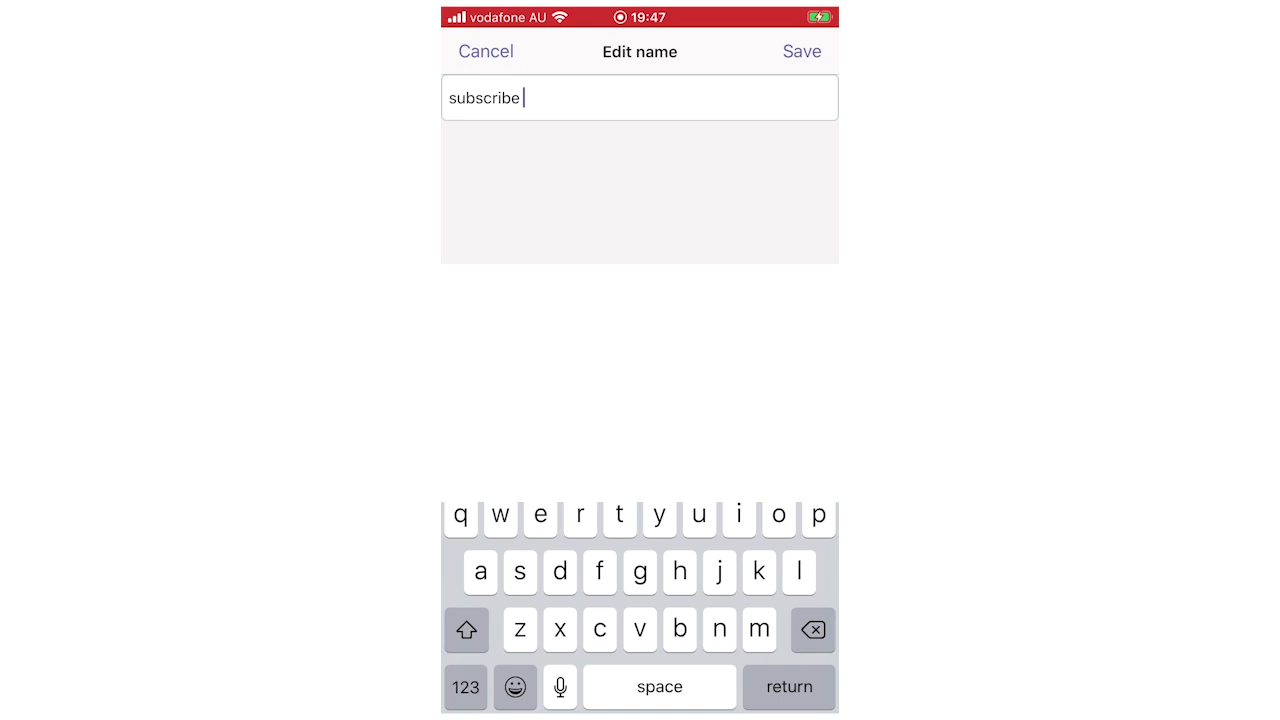 vodafone AU 19:47
Cancel Edit name Save
subscribe
q w e r t y u i o p
a s d f g h j k l
z x c v b n m
123 space return